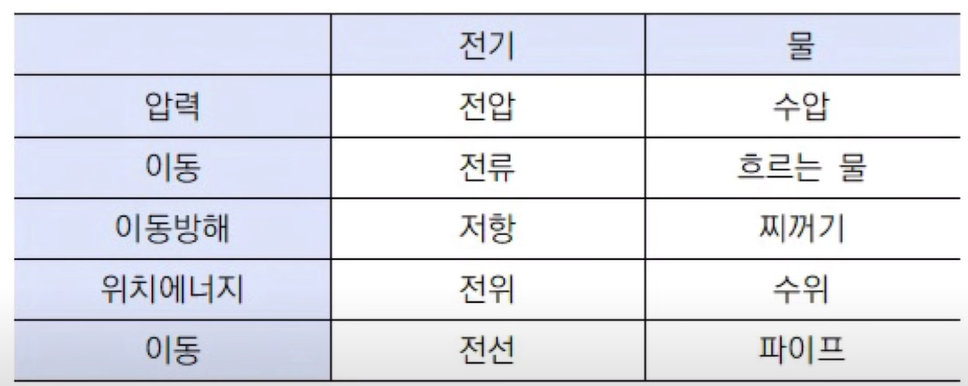 전기 물
압력 전압 수압
이동 전류 흐르는 물
이동방해 저항 찌꺼기
위치에너지 전위 수위
이동 전선 파이프